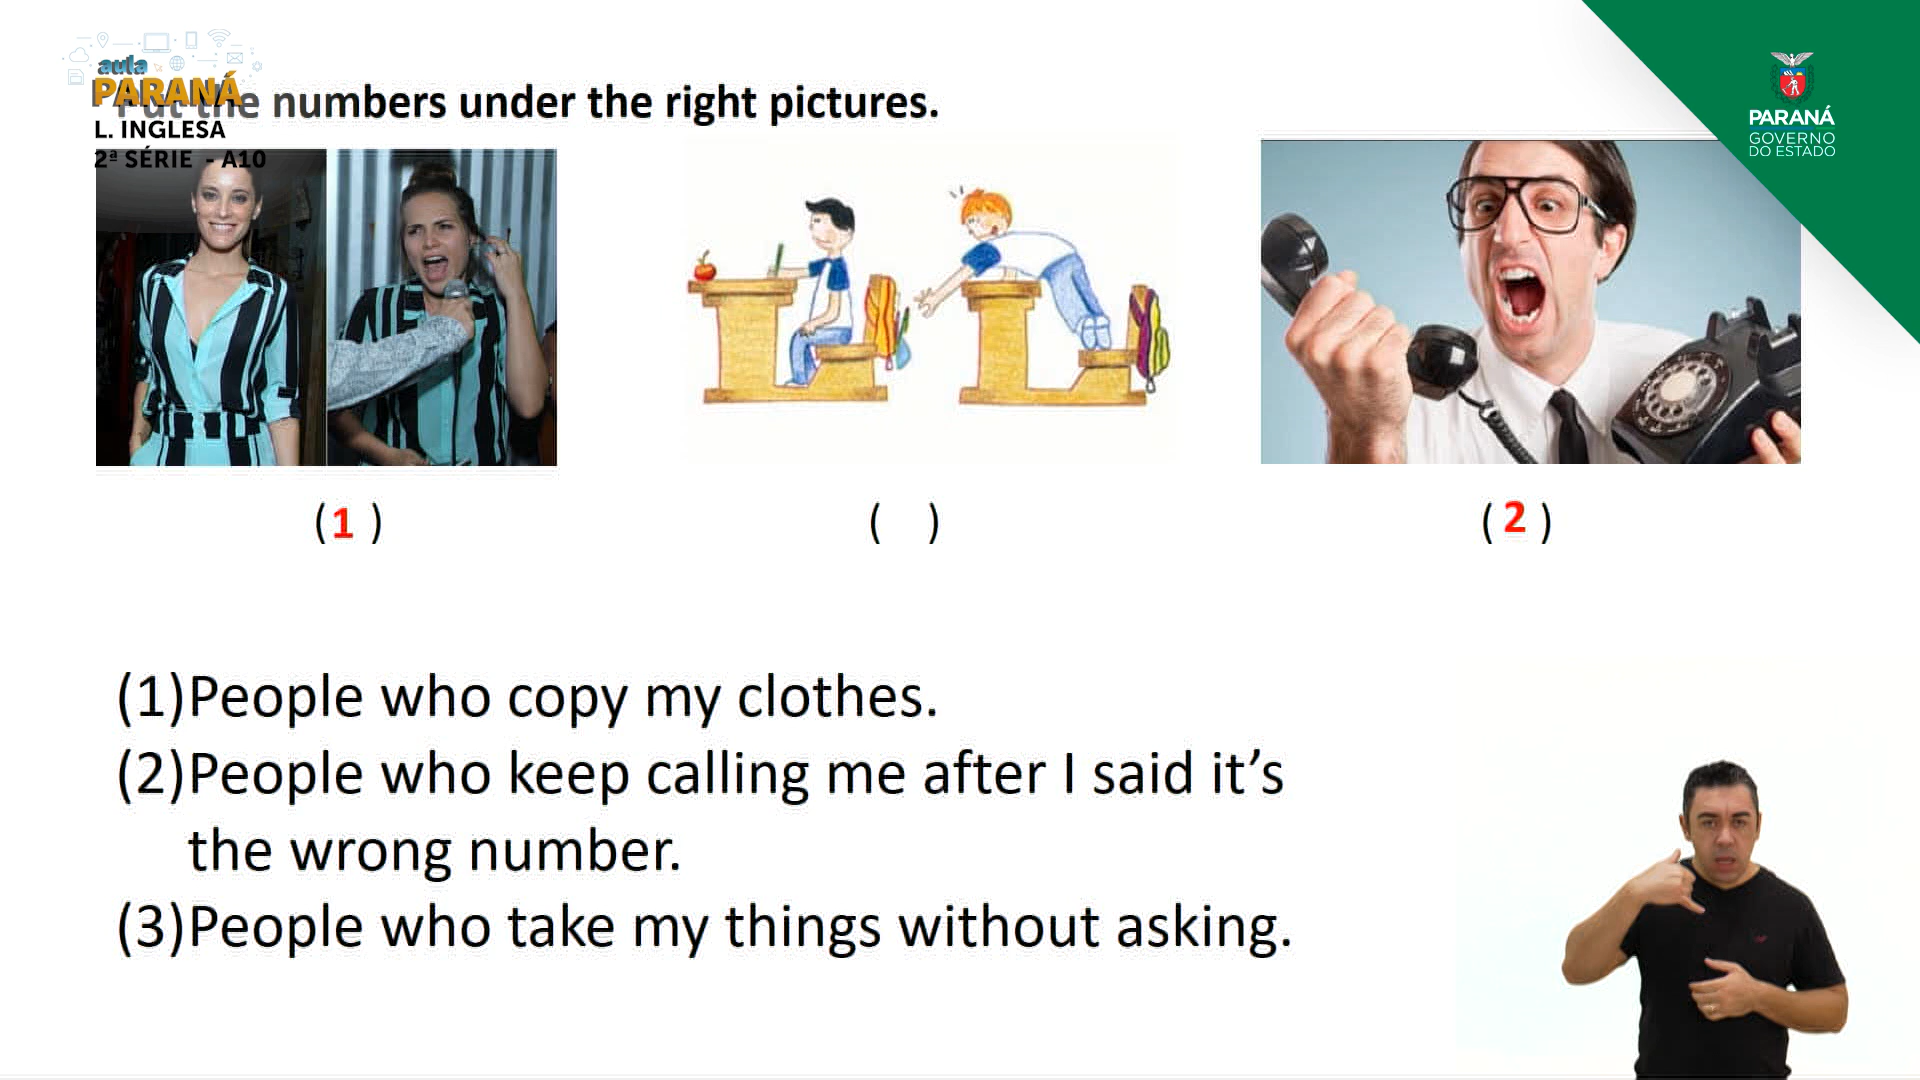 aula
PARANÁ
Put the numbers under the right pictures.
L. INGLESA
2ª SÉRIE - A10
PARANÁ
GOVERNO
DO ESTADO
(1) ( ) (2)
(1)People who copy my clothes.
(2)People who keep calling me after I said it’s
the wrong number.
(3)People who take my things without asking.